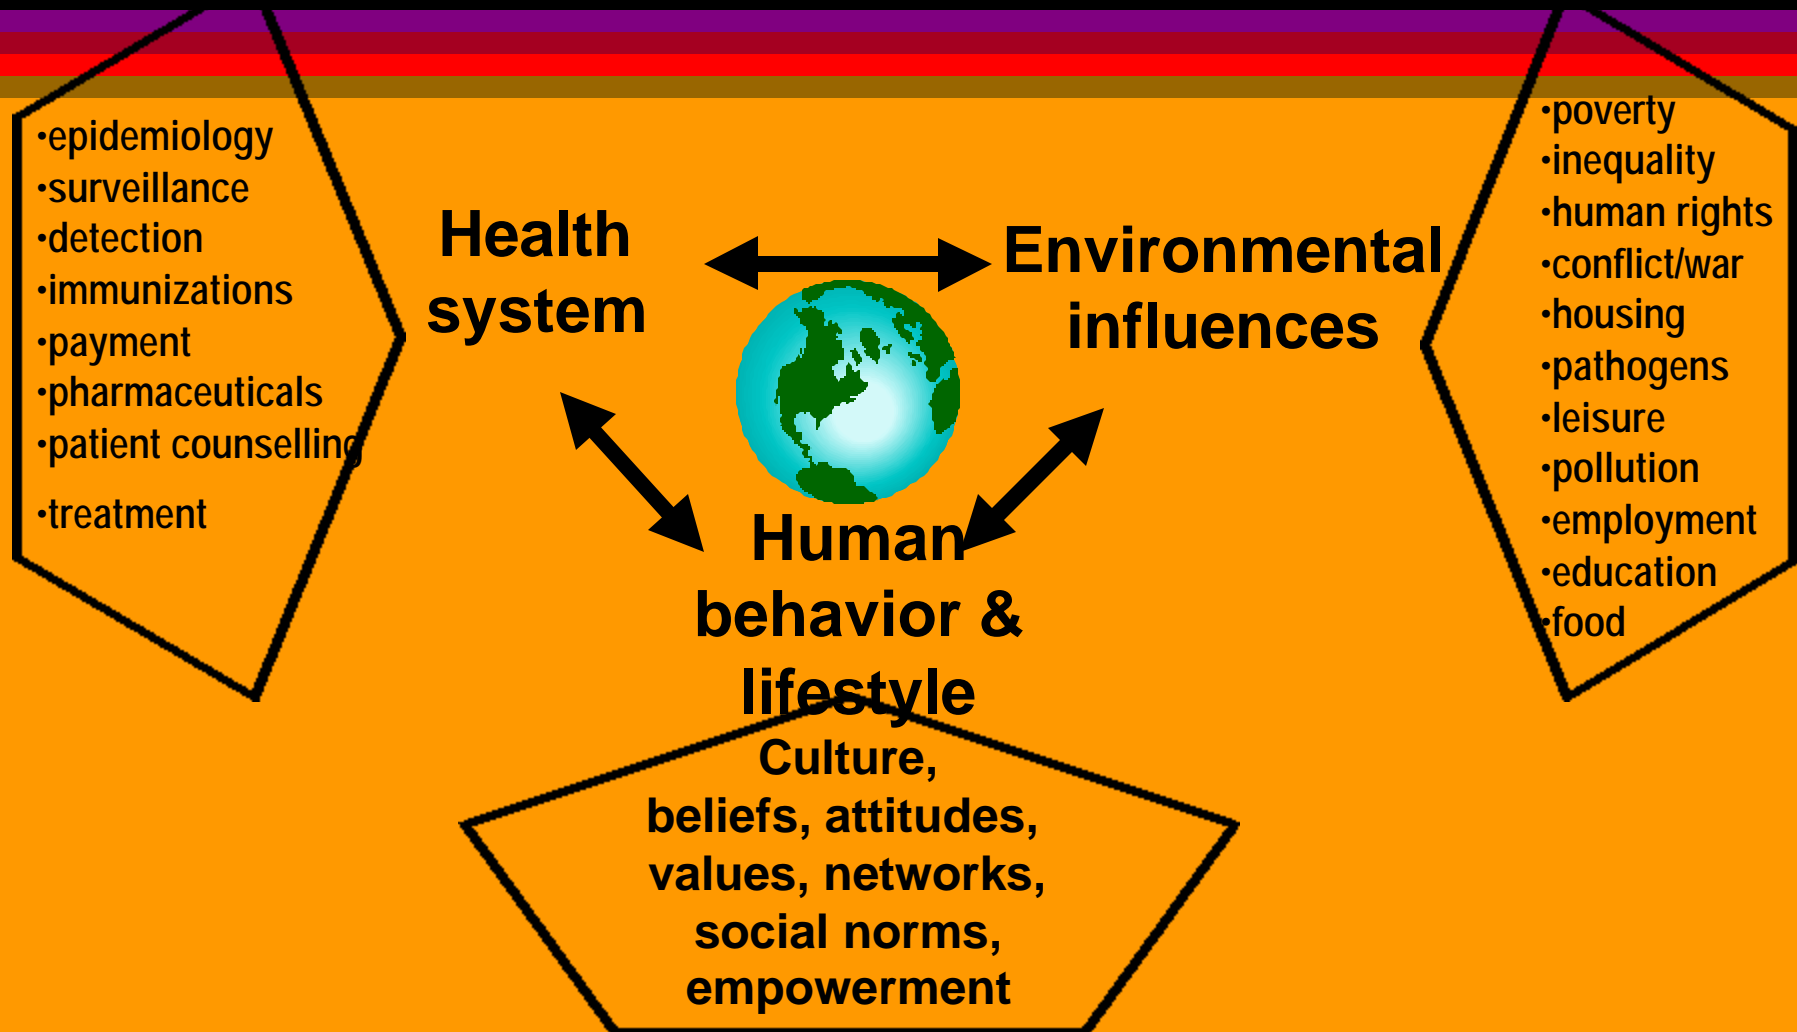 •epidemiology
•surveillance
•detection
•immunizations
•payment
•pharmaceuticals
•patient counselling
•treatment
Health
system
Environmental
influences
•poverty
•inequality
•human rights
•conflict/war
•housing
•pathogens
•leisure
•pollution
•employment
•education
•food
Human
behavior &
lifestyle
Culture,
beliefs, attitudes,
values, networks,
social norms,
empowerment